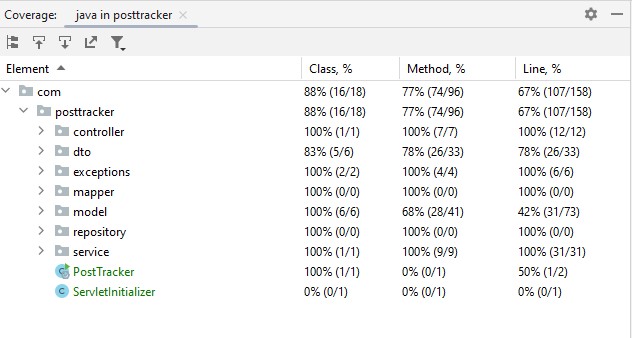 Coverage: java in posttracker
Element Class, % Method, % Line, %
com 88% (16/18) 77% (74/96) 67% (107/158)
posttracker 88% (16/18) 77% (74/96) 67% (107/158)
controller 100% (1/1) 100% (7/7) 100% (12/12)
dto 83% (5/6) 78% (26/33) 78% (26/33)
exceptions 100% (2/2) 100% (4/4) 100% (6/6)
mapper 100% (0/0) 100% (0/0) 100% (0/0)
model 100% (6/6) 68% (28/41) 42% (31/73)
repository 100% (0/0) 100% (0/0) 100% (0/0)
service 100% (1/1) 100% (9/9) 100% (31/31)
PostTracker 100% (1/1) 0% (0/1) 50% (1/2)
ServletInitializer 0% (0/1) 0% (0/1) 0% (0/1)